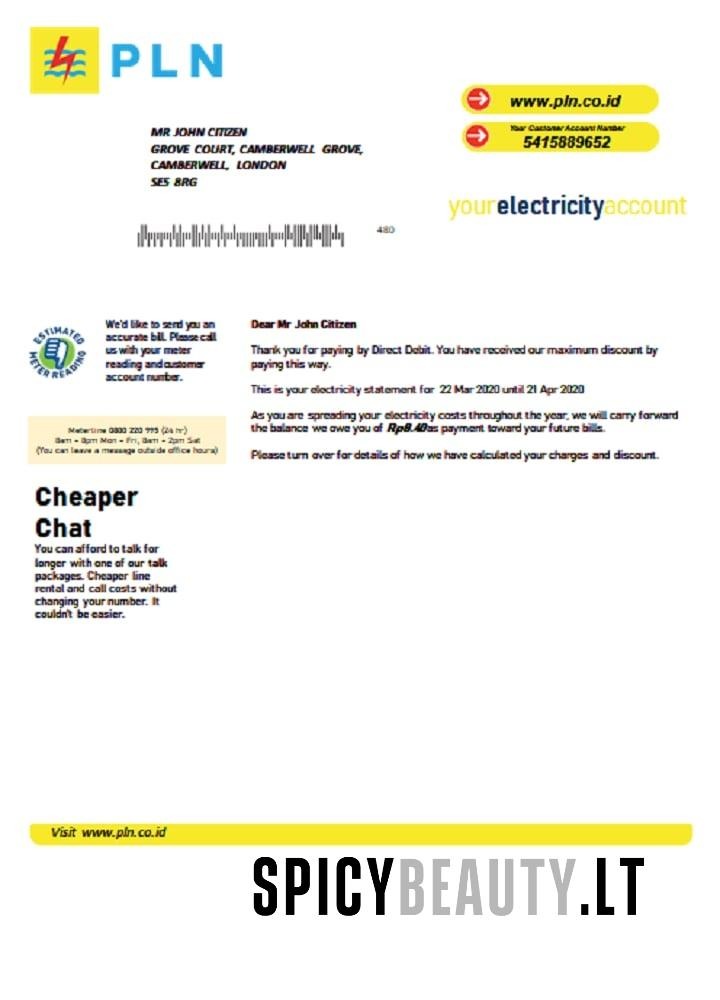 PLN
www.pln.co.id
Your Customer Account Number
5415889652
MR JOHN CITIZEN
GROVE COURT, CAMBERWELL GROVE,
CAMBERWELL, LONDON
SE5 8RG
yourelectricityaccount
480
ESTIMATED
METER READING
We'd like to send you an
accurate bill. Please call
us with your meter
reading and customer
account number.
Meterline 0800 220 995 (24 hr)
8am - 8pm Mon - Fri, 8am - 2pm Sat
(You can leave a message outside office hours)
Cheaper
Chat
You can afford to talk for
longer with one of our talk
packages. Cheaper line
rental and call costs without
changing your number. It
couldn't be easier.
Dear Mr John Citizen
Thank you for paying by Direct Debit. You have received our maximum discount by
paying this way.
This is your electricity statement for 22 Mar 2020 until 21 Apr 2020
As you are spreading your electricity costs throughout the year, we will carry forward
the balance we owe you of Rp8.40as payment toward your future bills.
Please turn over for details of how we have calculated your charges and discount.
Visit www.pln.co.id
SPICYBEAUTY.LT